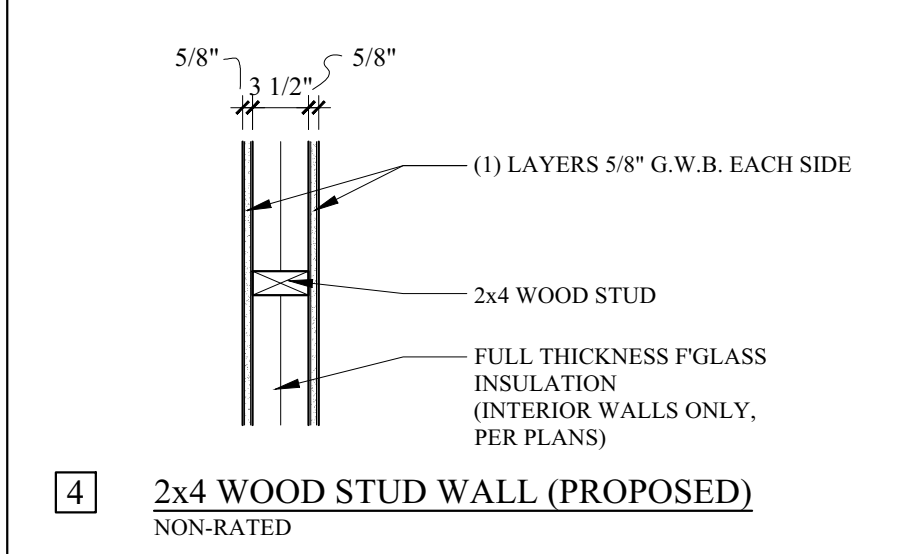 5/8" 5/8"
3 1/2"
(1) LAYERS 5/8" G.W.B. EACH SIDE
2x4 WOOD STUD
FULL THICKNESS F'GLASS
INSULATION
(INTERIOR WALLS ONLY,
PER PLANS)
4 2x4 WOOD STUD WALL (PROPOSED)
NON-RATED